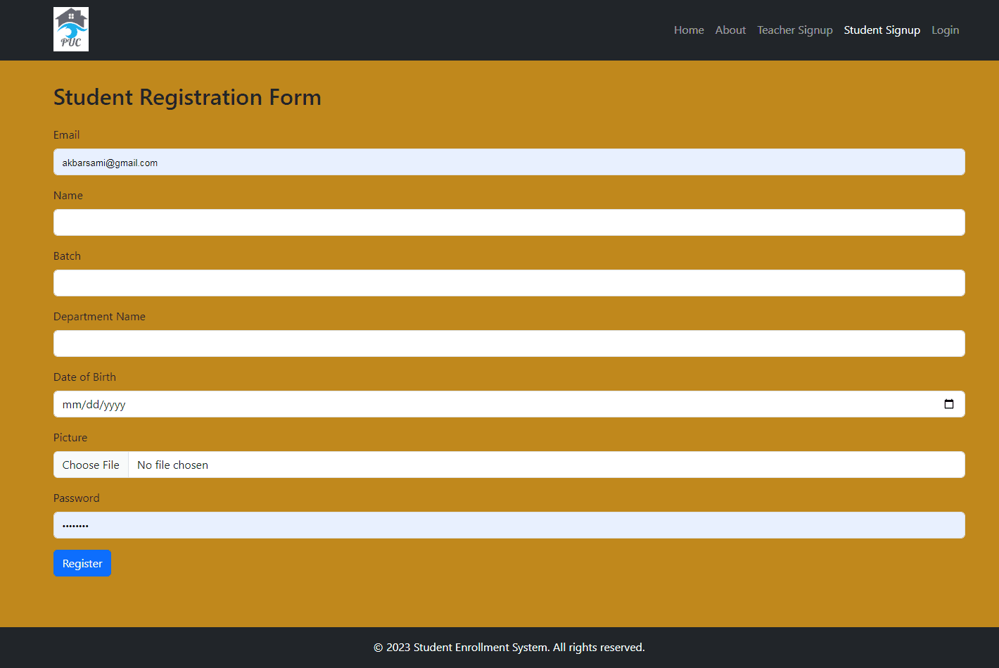 PUC
Home About Teacher Signup Student Signup Login
Student Registration Form
Email
akbarsami@gmail.com
Name
Batch
Department Name
Date of Birth
mm/dd/yyyy
Picture
Choose File No file chosen
Password
••••••••
Register
© 2023 Student Enrollment System. All rights reserved.